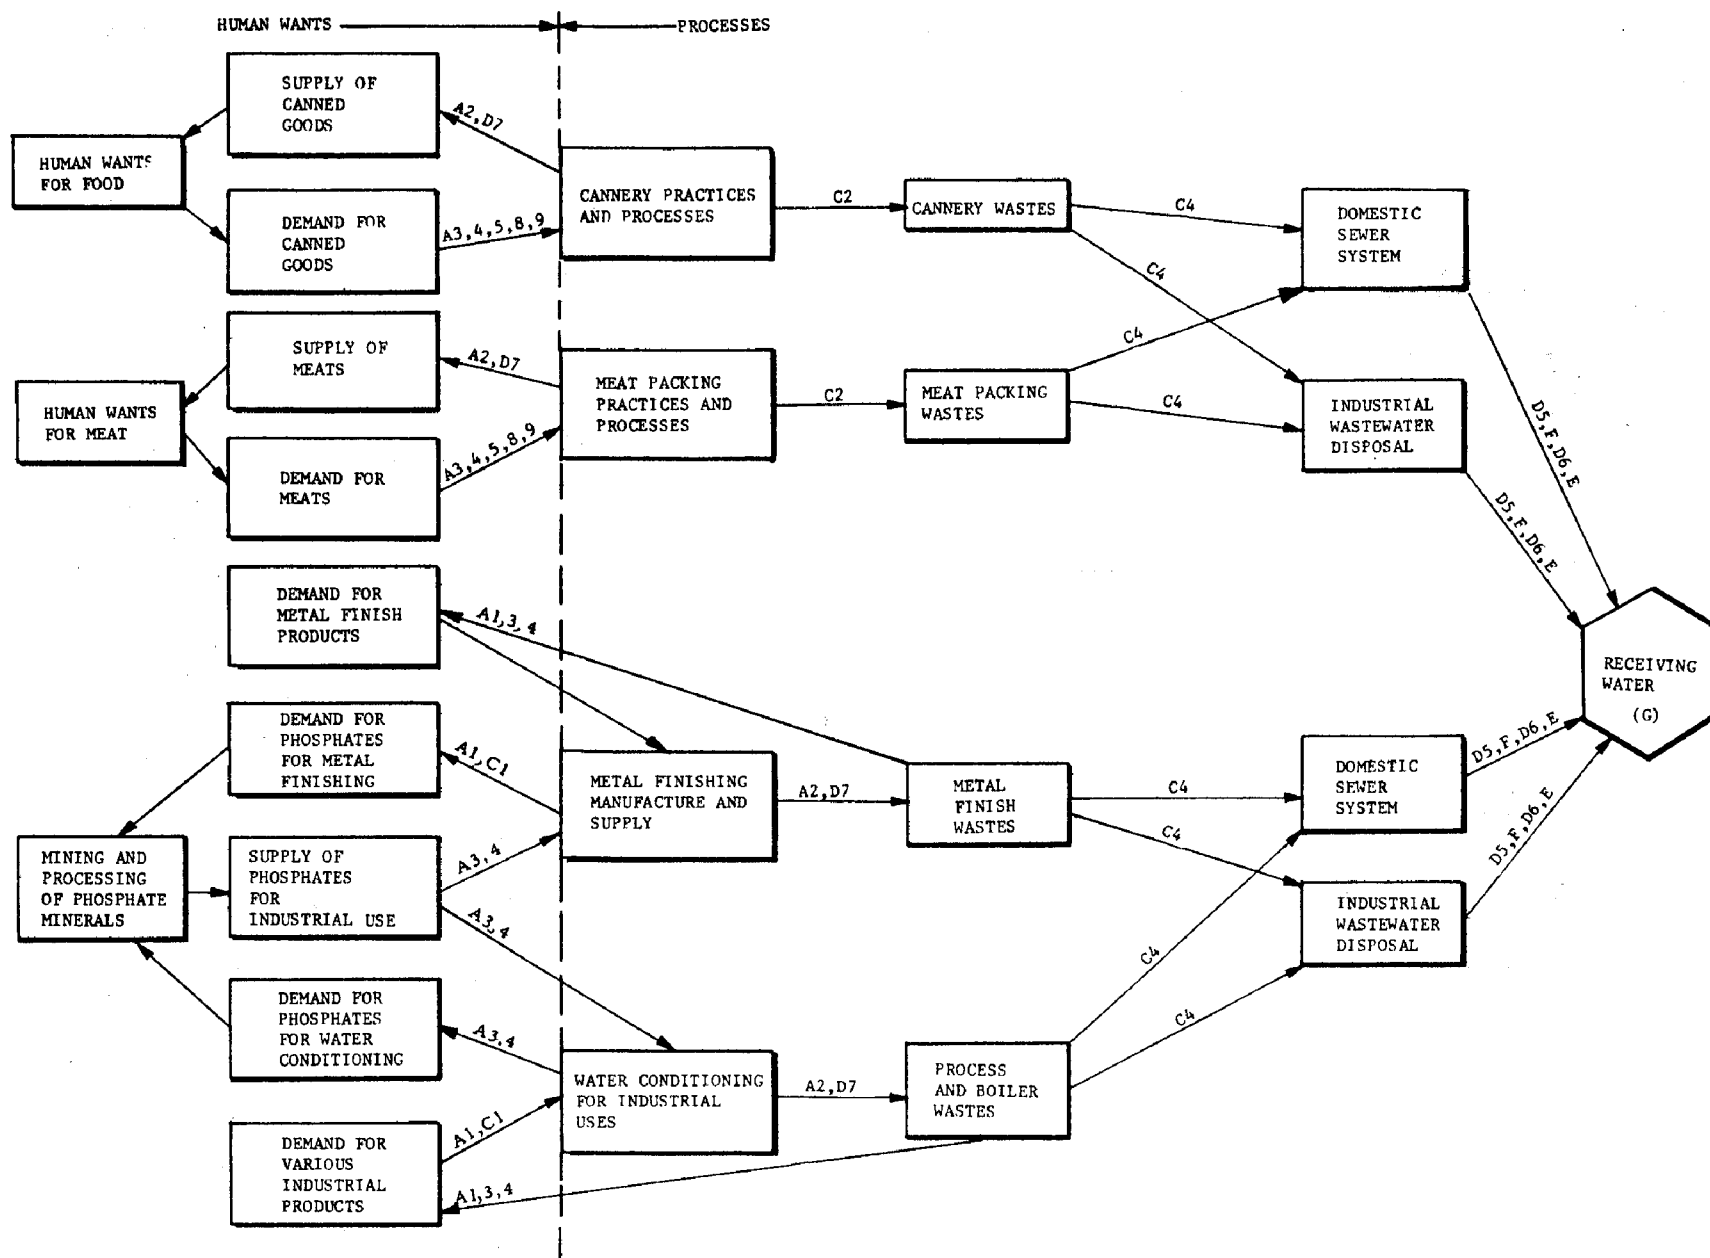 HUMAN WANTS
PROCESSES
SUPPLY OF
CANNED
GOODS
A2,D7
HUMAN WANTS
FOR FOOD
CANNERY PRACTICES
AND PROCESSES
C2
CANNERY WASTES
C4
C4
DOMESTIC
SEWER
SYSTEM
DEMAND FOR
CANNED
GOODS
A3,4,5,8,9
SUPPLY OF
MEATS
A2,D7
HUMAN WANTS
FOR MEAT
MEAT PACKING
PRACTICES AND
PROCESSES
C2
MEAT PACKING
WASTES
C4
C4
INDUSTRIAL
WASTEWATER
DISPOSAL
D5,F,D6,E
D5,F,D6,E
DEMAND FOR
MEATS
A3,4,5,8,9
DEMAND FOR
METAL FINISH
PRODUCTS
A1,3,4
RECEIVING
WATER
(G)
DEMAND FOR
PHOSPHATES
FOR METAL
FINISHING
A1,C1
METAL FINISHING
MANUFACTURE AND
SUPPLY
A2,D7
METAL
FINISH
WASTES
C4
C4
DOMESTIC
SEWER
SYSTEM
D5,F,D6,E
MINING AND
PROCESSING
OF PHOSPHATE
MINERALS
SUPPLY OF
PHOSPHATES
FOR
INDUSTRIAL USE
A3,4
A3,4
INDUSTRIAL
WASTEWATER
DISPOSAL
D5,F,D6,E
DEMAND FOR
PHOSPHATES
FOR WATER
CONDITIONING
A3,4
WATER CONDITIONING
FOR INDUSTRIAL
USES
A2,D7
PROCESS
AND BOILER
WASTES
C4
C4
DEMAND FOR
VARIOUS
INDUSTRIAL
PRODUCTS
A1,C1
A1,3,4